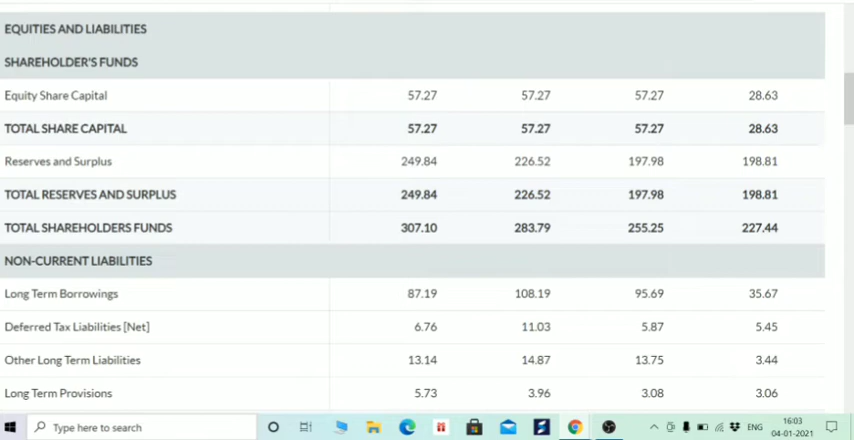 EQUITIES AND LIABILITIES
SHAREHOLDER'S FUNDS
Equity Share Capital 57.27 57.27 57.27 28.63
TOTAL SHARE CAPITAL 57.27 57.27 57.27 28.63
Reserves and Surplus 249.84 226.52 197.98 198.81
TOTAL RESERVES AND SURPLUS 249.84 226.52 197.98 198.81
TOTAL SHAREHOLDERS FUNDS 307.10 283.79 255.25 227.44
NON-CURRENT LIABILITIES
Long Term Borrowings 87.19 108.19 95.69 35.67
Deferred Tax Liabilities [Net] 6.76 11.03 5.87 5.45
Other Long Term Liabilities 13.14 14.87 13.75 3.44
Long Term Provisions 5.73 3.96 3.08 3.06
Type here to search ENG 16:03
04-01-2021